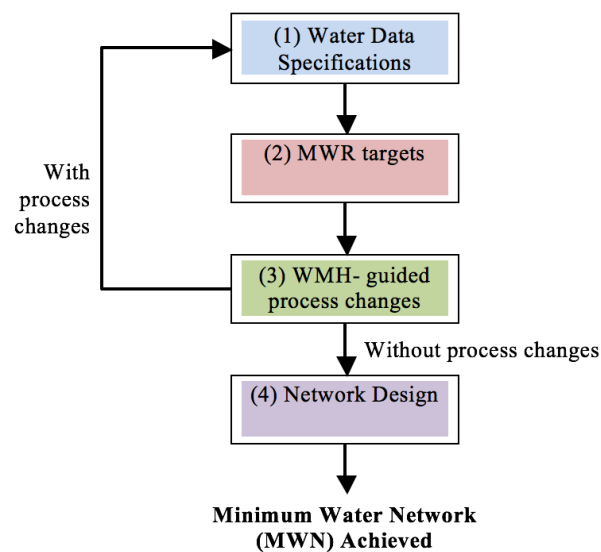 (1) Water Data
Specifications
(2) MWR targets
With
process
changes
(3) WMH- guided
process changes
Without process changes
(4) Network Design
Minimum Water Network
(MWN) Achieved